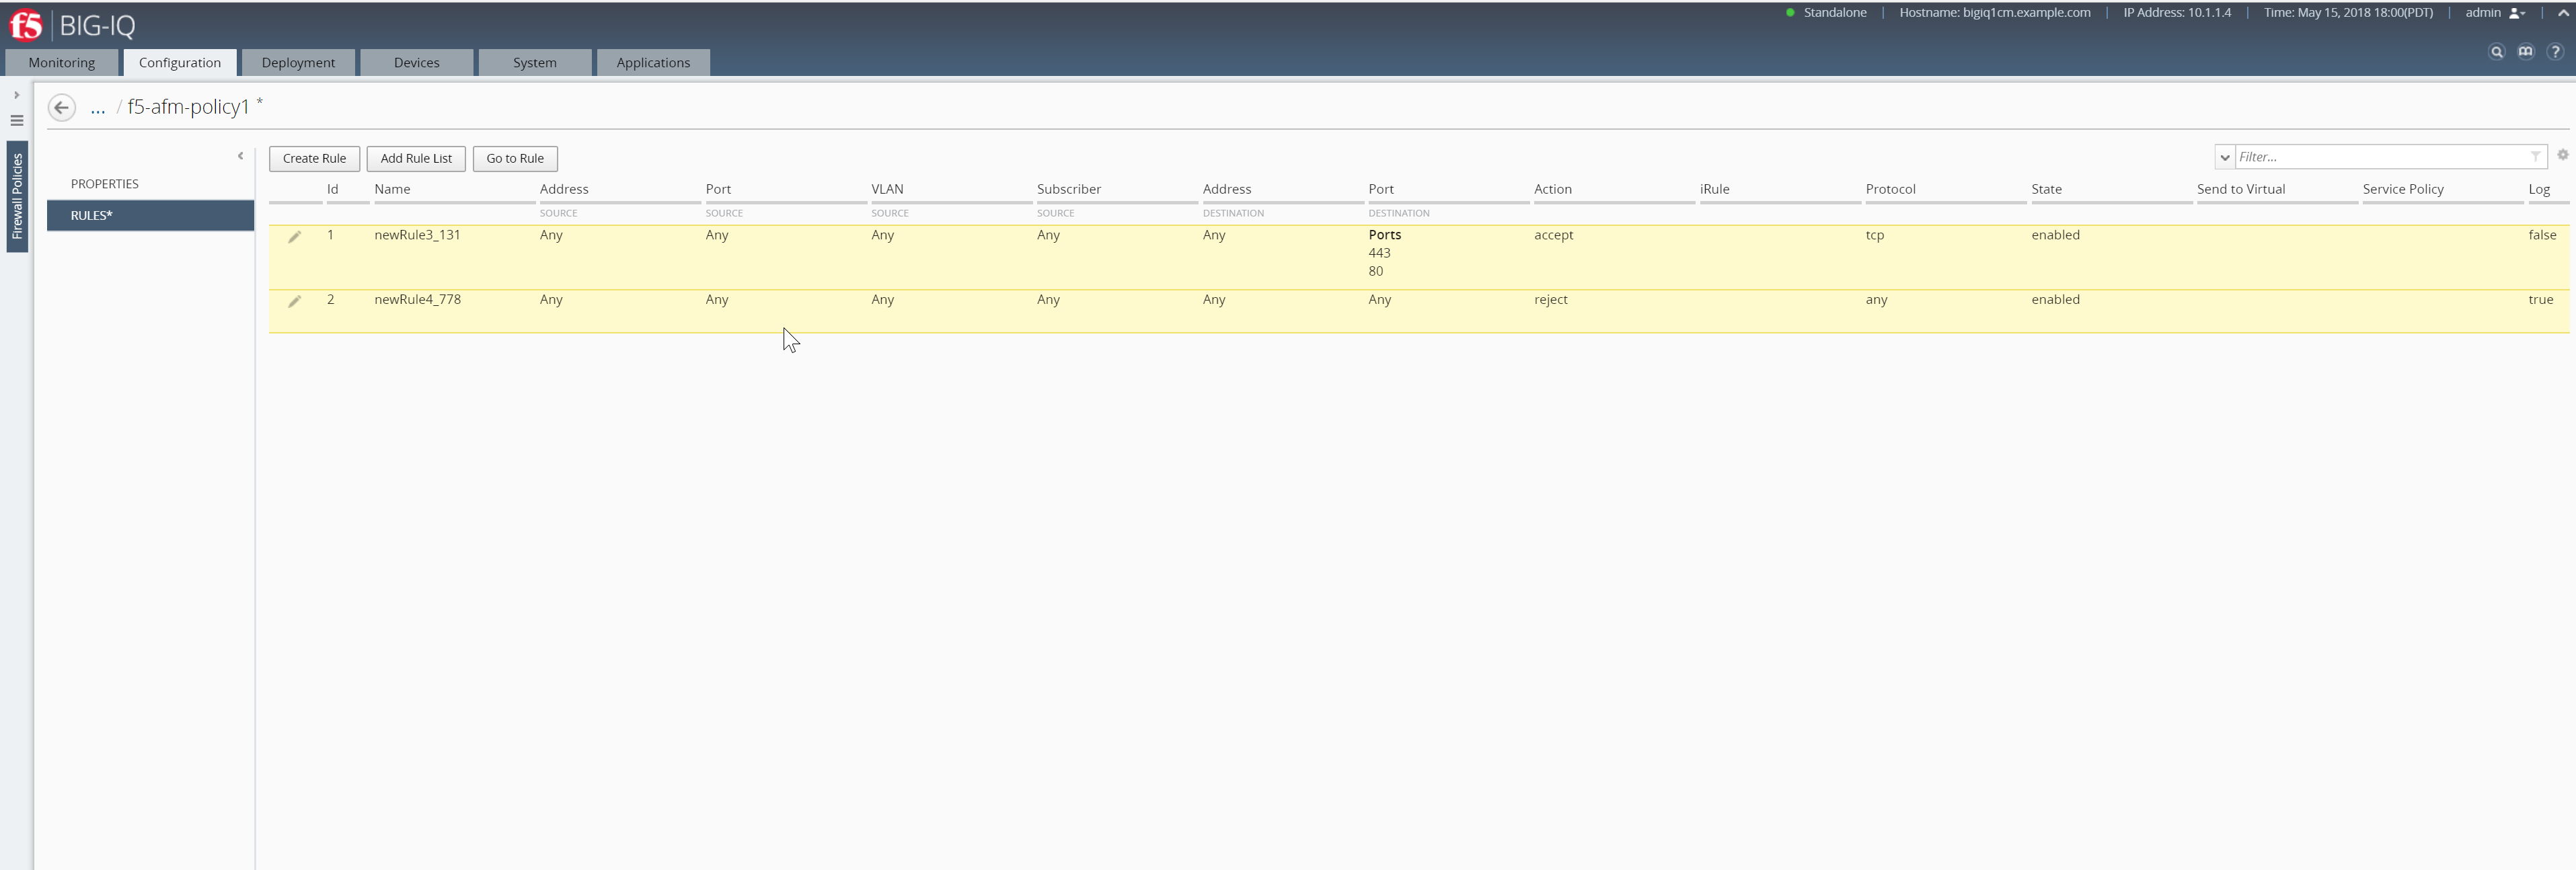 f5 BIG-IQ
Standalone | Hostname: bigiq1cm.example.com | IP Address: 10.1.1.4 | Time: May 15, 2018 18:00(PDT) | admin
Monitoring Configuration Deployment Devices System Applications
... / f5-afm-policy1 *
Firewall Policies
PROPERTIES
RULES*
Create Rule Add Rule List Go to Rule Filter...
Id Name Address Port VLAN Subscriber Address Port Action iRule Protocol State Send to Virtual Service Policy Log
SOURCE SOURCE SOURCE SOURCE DESTINATION DESTINATION
1 newRule3_131 Any Any Any Any Any Ports accept tcp enabled false
443
80
2 newRule4_778 Any Any Any Any Any Any reject any enabled true